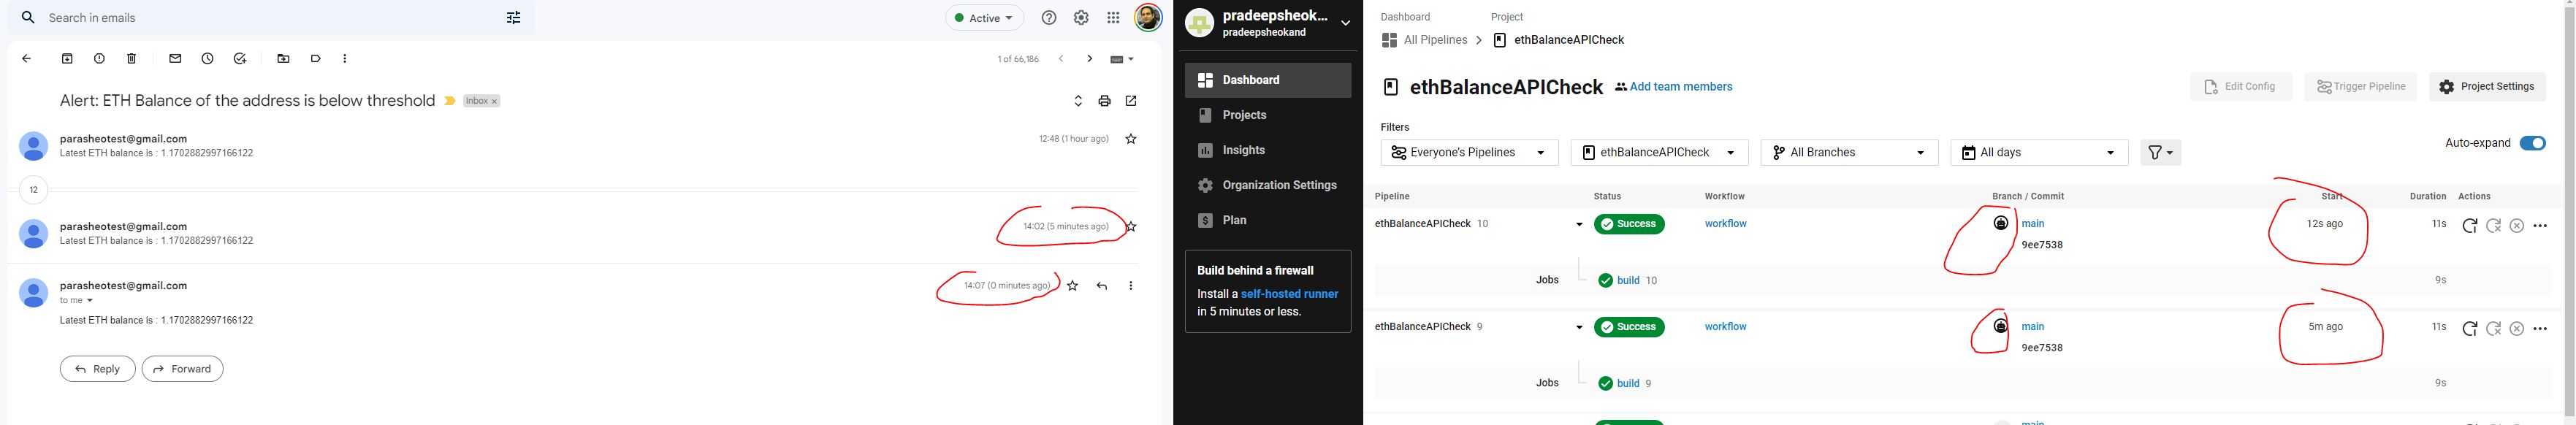 Search in emails
Active
1 of 66,186
Alert: ETH Balance of the address is below threshold
Inbox ×
parasheotest@gmail.com
12:48 (1 hour ago)
Latest ETH balance is : 1.1702882997166122
12
parasheotest@gmail.com
14:02 (5 minutes ago)
Latest ETH balance is : 1.1702882997166122
parasheotest@gmail.com
14:07 (0 minutes ago)
to me
Latest ETH balance is : 1.1702882997166122
Reply
Forward
pradeepsheok...
pradeepsheokand
Dashboard
Projects
Insights
Organization Settings
Plan
Build behind a firewall
Install a self-hosted runner
in 5 minutes or less.
Dashboard Project
All Pipelines > ethBalanceAPICheck
ethBalanceAPICheck Add team members
Edit Config
Trigger Pipeline
Project Settings
Filters
Everyone's Pipelines
ethBalanceAPICheck
All Branches
All days
Auto-expand
Pipeline Status Workflow Branch / Commit Start Duration Actions
ethBalanceAPICheck 10 Success workflow main 12s ago 11s
9ee7538
Jobs build 10 9s
ethBalanceAPICheck 9 Success workflow main 5m ago 11s
9ee7538
Jobs build 9 9s